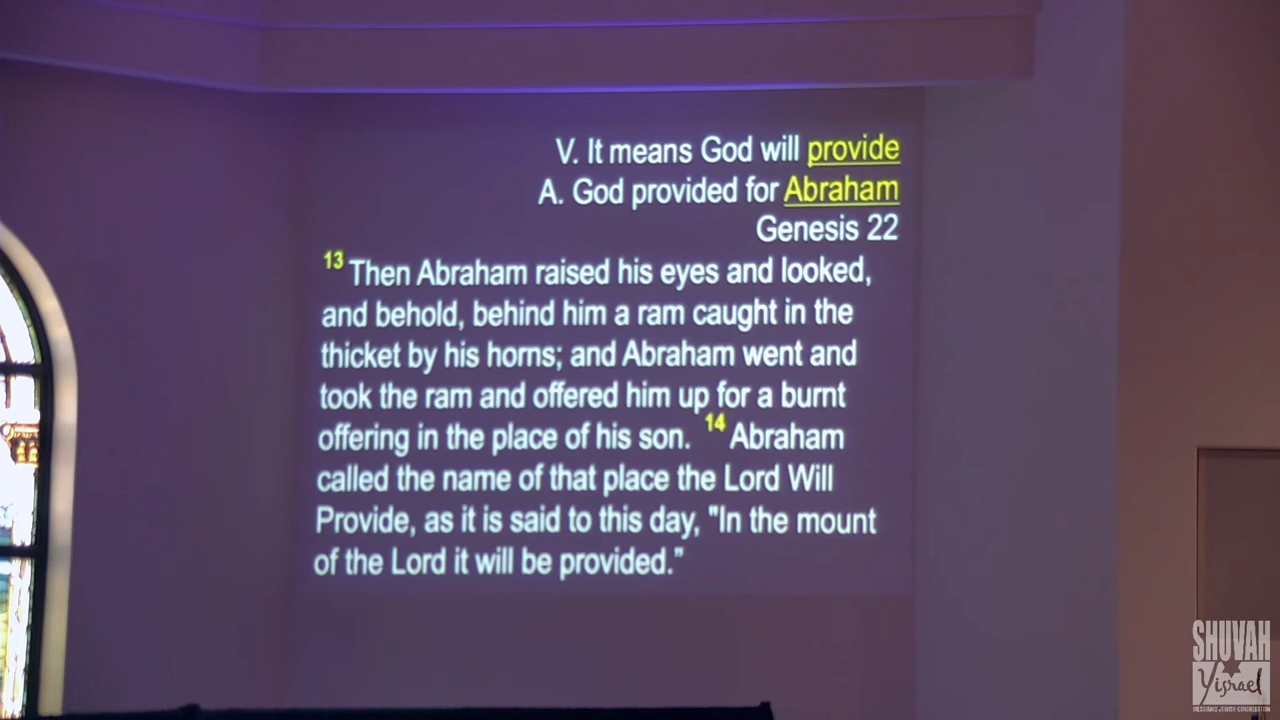 V. It means God will provide
A. God provided for Abraham
Genesis 22
13 Then Abraham raised his eyes and looked,
and behold, behind him a ram caught in the
thicket by his horns; and Abraham went and
took the ram and offered him up for a burnt
offering in the place of his son. 14 Abraham
called the name of that place the Lord Will
Provide, as it is said to this day, "In the mount
of the Lord it will be provided."
SHUVAH
Yisrael
MESSIANIC JEWISH CONGREGATION